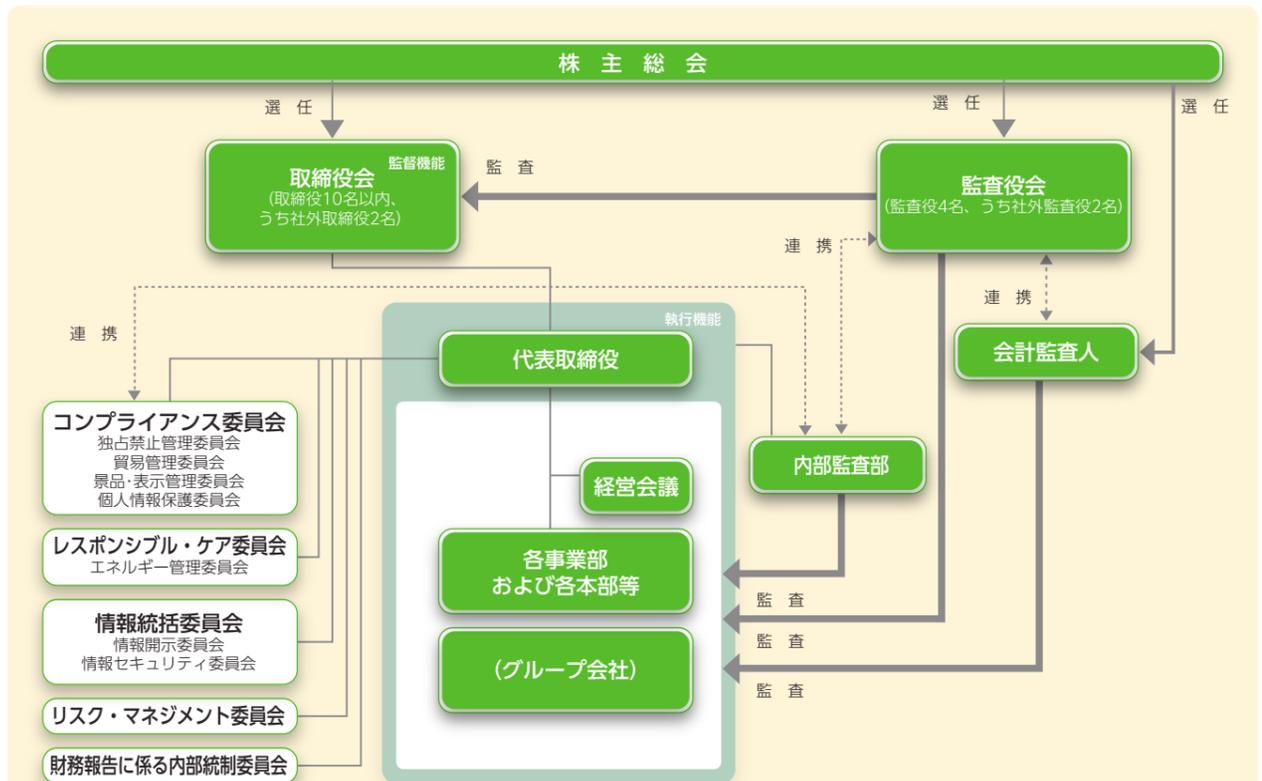 株 主 総 会
選 任
選 任
選 任
取締役会
監督機能
(取締役10名以内、
うち社外取締役2名)
監 査
監査役会
(監査役4名、うち社外監査役2名)
連 携
連 携
連 携
執行機能
代表取締役
会計監査人
コンプライアンス委員会
独占禁止管理委員会
貿易管理委員会
景品・表示管理委員会
個人情報保護委員会
内部監査部
経営会議
レスポンシブル・ケア委員会
エネルギー管理委員会
各事業部
および各本部等
監 査
情報統括委員会
情報開示委員会
情報セキュリティ委員会
監 査
(グループ会社)
監 査
リスク・マネジメント委員会
財務報告に係る内部統制委員会